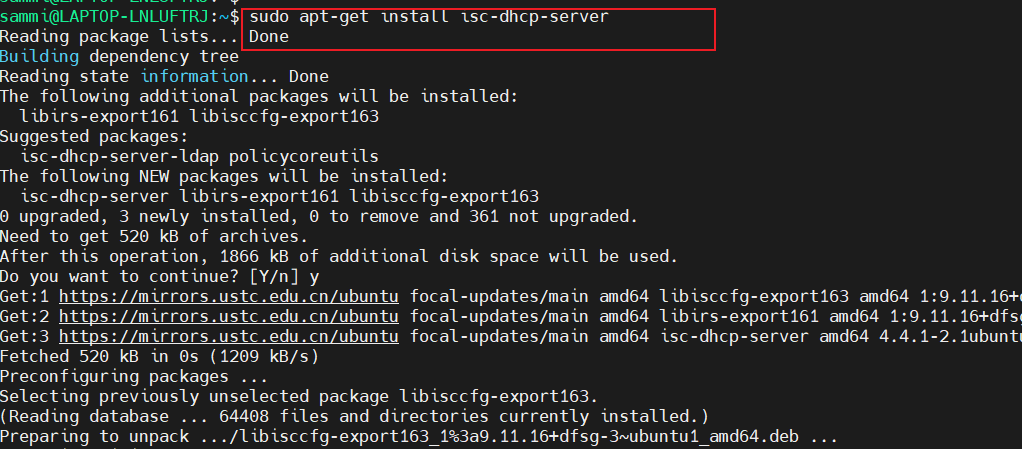 sammi@LAPTOP-LNLUFTRJ:~$
sammi@LAPTOP-LNLUFTRJ:~$ sudo apt-get install isc-dhcp-server
Reading package lists... Done
Building dependency tree
Reading state information... Done
The following additional packages will be installed:
  libirs-export161 libisccfg-export163
Suggested packages:
  isc-dhcp-server-ldap policycoreutils
The following NEW packages will be installed:
  isc-dhcp-server libirs-export161 libisccfg-export163
0 upgraded, 3 newly installed, 0 to remove and 361 not upgraded.
Need to get 520 kB of archives.
After this operation, 1866 kB of additional disk space will be used.
Do you want to continue? [Y/n] y
Get:1 https://mirrors.ustc.edu.cn/ubuntu focal-updates/main amd64 libisccfg-export163 amd64 1:9.11.16+d
Get:2 https://mirrors.ustc.edu.cn/ubuntu focal-updates/main amd64 libirs-export161 amd64 1:9.11.16+dfsg
Get:3 https://mirrors.ustc.edu.cn/ubuntu focal-updates/main amd64 isc-dhcp-server amd64 4.4.1-2.1ubuntu
Fetched 520 kB in 0s (1209 kB/s)
Preconfiguring packages ...
Selecting previously unselected package libisccfg-export163.
(Reading database ... 64408 files and directories currently installed.)
Preparing to unpack .../libisccfg-export163_1%3a9.11.16+dfsg-3~ubuntu1_amd64.deb ...